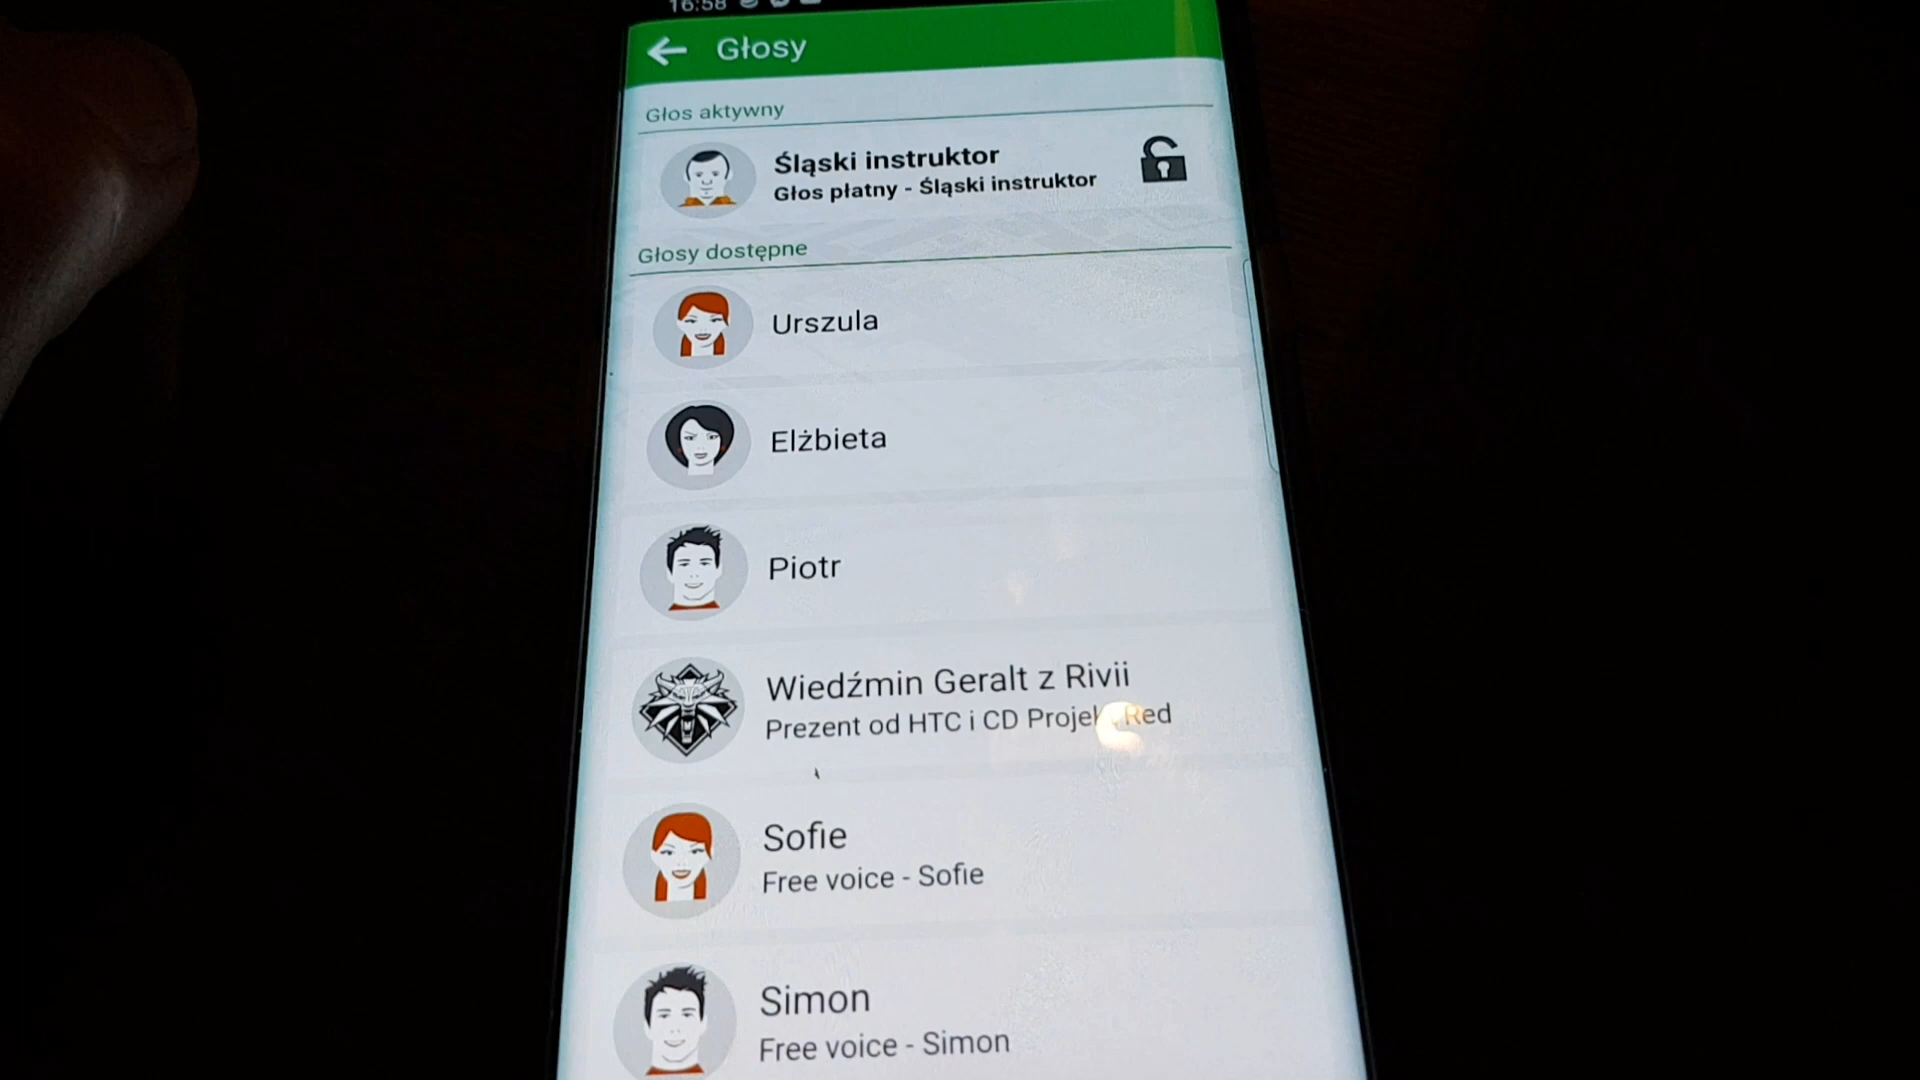 16:58
Głosy
Głos aktywny
Śląski instruktor
Głos płatny - Śląski instruktor
Głosy dostępne
Urszula
Elżbieta
Piotr
Wiedźmin Geralt z Rivii
Prezent od HTC i CD Projekt Red
Sofie
Free voice - Sofie
Simon
Free voice - Simon